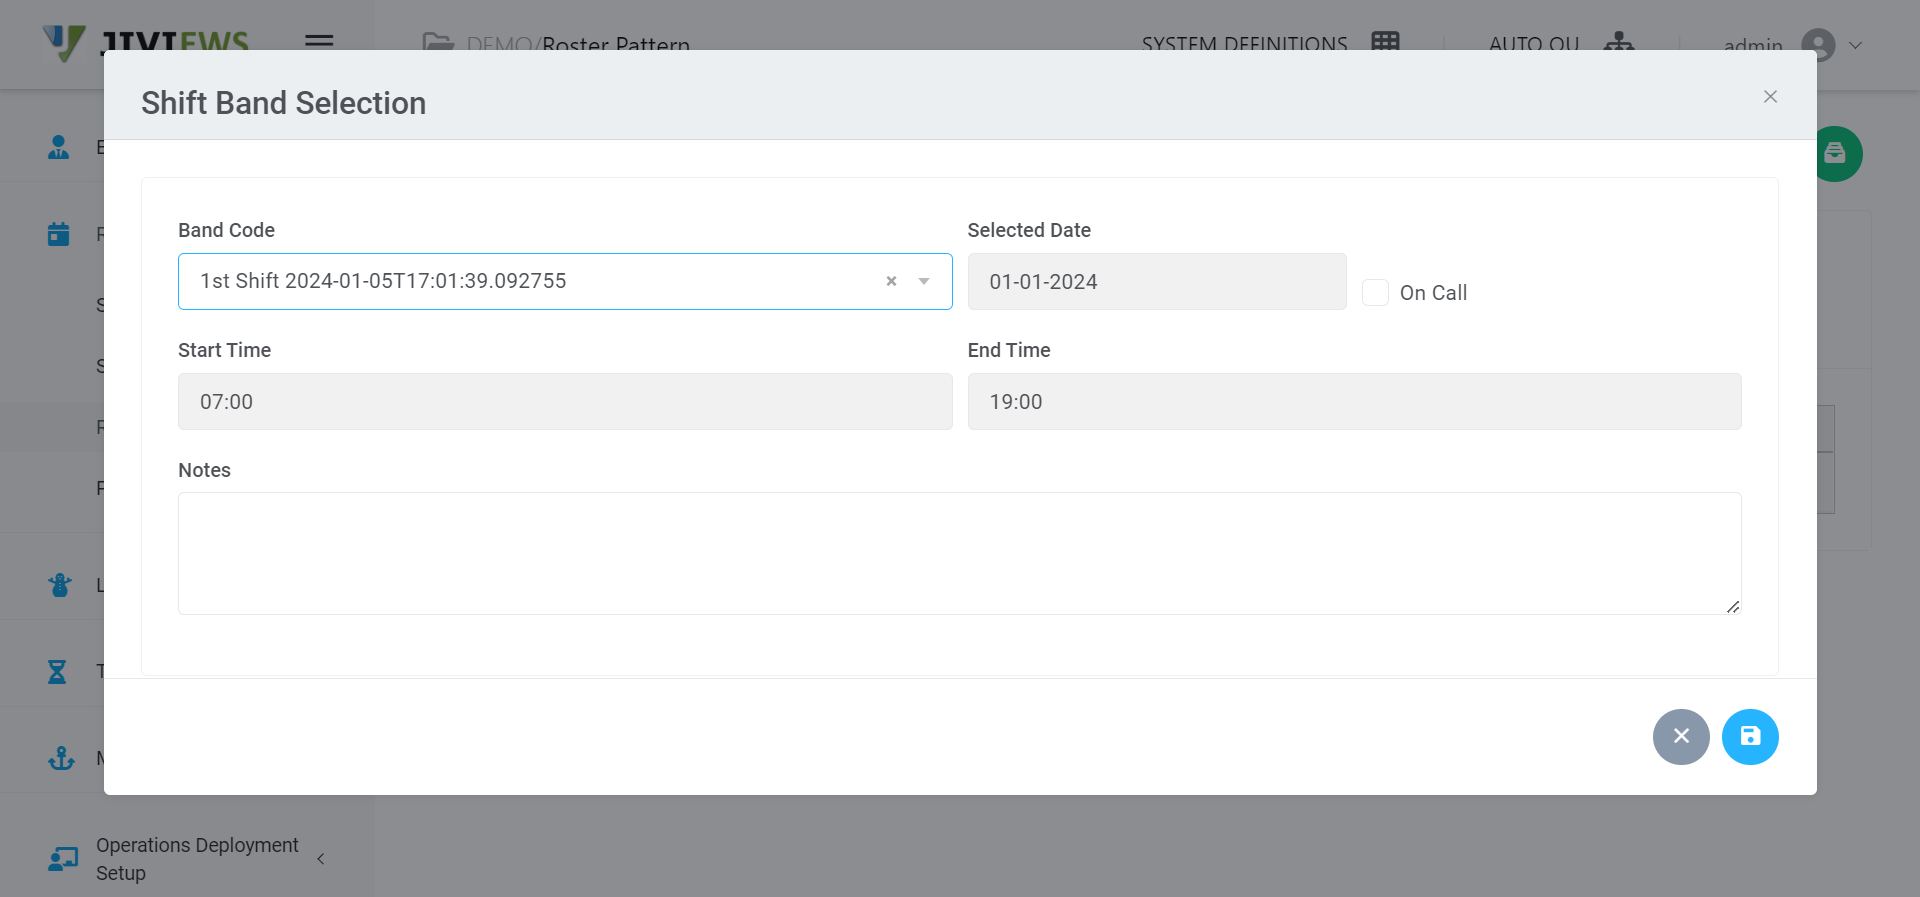 DEMO/Roster Pattern
SYSTEM DEFINITIONS
AUTO OU
admin
Shift Band Selection
Band Code
Selected Date
1st Shift 2024-01-05T17:01:39.092755
01-01-2024
On Call
Start Time
End Time
07:00
19:00
Notes
Operations Deployment
Setup